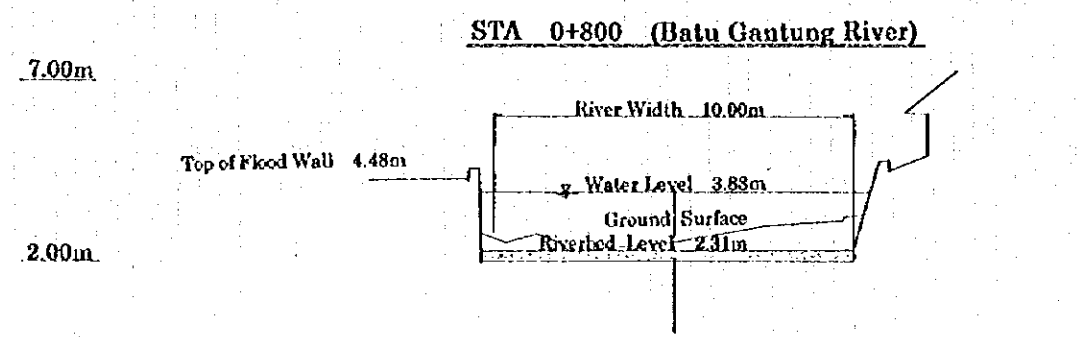 STA 0+800 (Batu Gantung River)
7.00m
River Width 10.00m
Top of Flood Wall 4.48m
Water Level 3.83m
Ground Surface
Riverbed Level 2.31m
2.00m